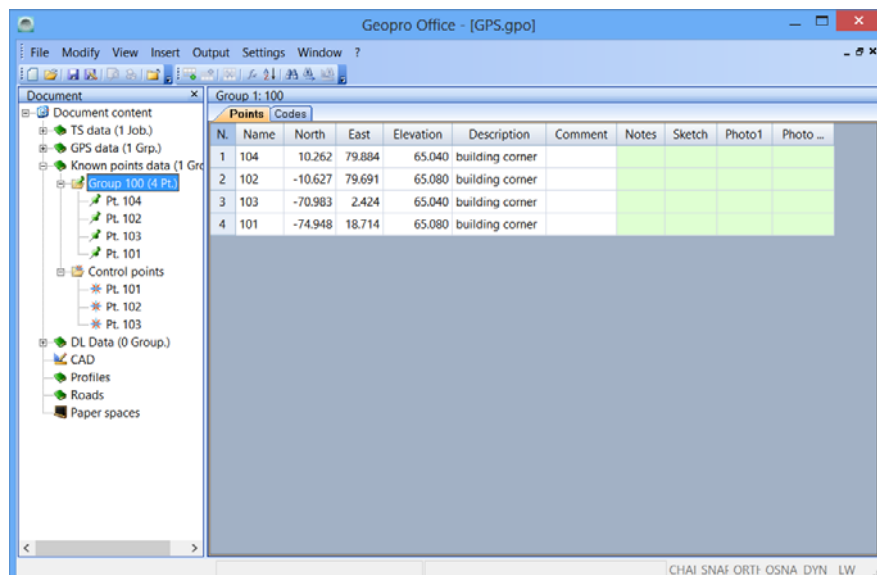 Geopro Office - [GPS.gpo]
File Modify View Insert Output Settings Window ?
Document
Document content
TS data (1 Job.)
GPS data (1 Grp.)
Known points data (1 Gr
Group 100 (4 Pt.)
Pt. 104
Pt. 102
Pt. 103
Pt. 101
Control points
Pt. 101
Pt. 102
Pt. 103
DL Data (0 Group.)
CAD
Profiles
Roads
Paper spaces
Group 1: 100
Points Codes
N. Name North East Elevation Description Comment Notes Sketch Photo1 Photo ...
1 104 10.262 79.884 65.040 building corner
2 102 -10.627 79.691 65.080 building corner
3 103 -70.983 2.424 65.040 building corner
4 101 -74.948 18.714 65.080 building corner
CHAI SNAF ORTH OSNA DYN LW